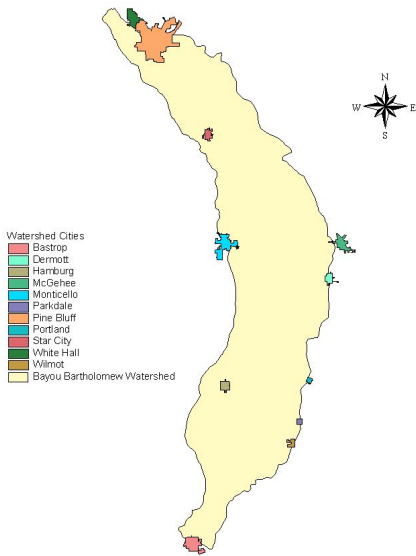 N
W E
S
Watershed Cities
Bastrop
Dermott
Hamburg
McGehee
Monticello
Parkdale
Pine Bluff
Portland
Star City
White Hall
Wilmot
Bayou Bartholomew Watershed